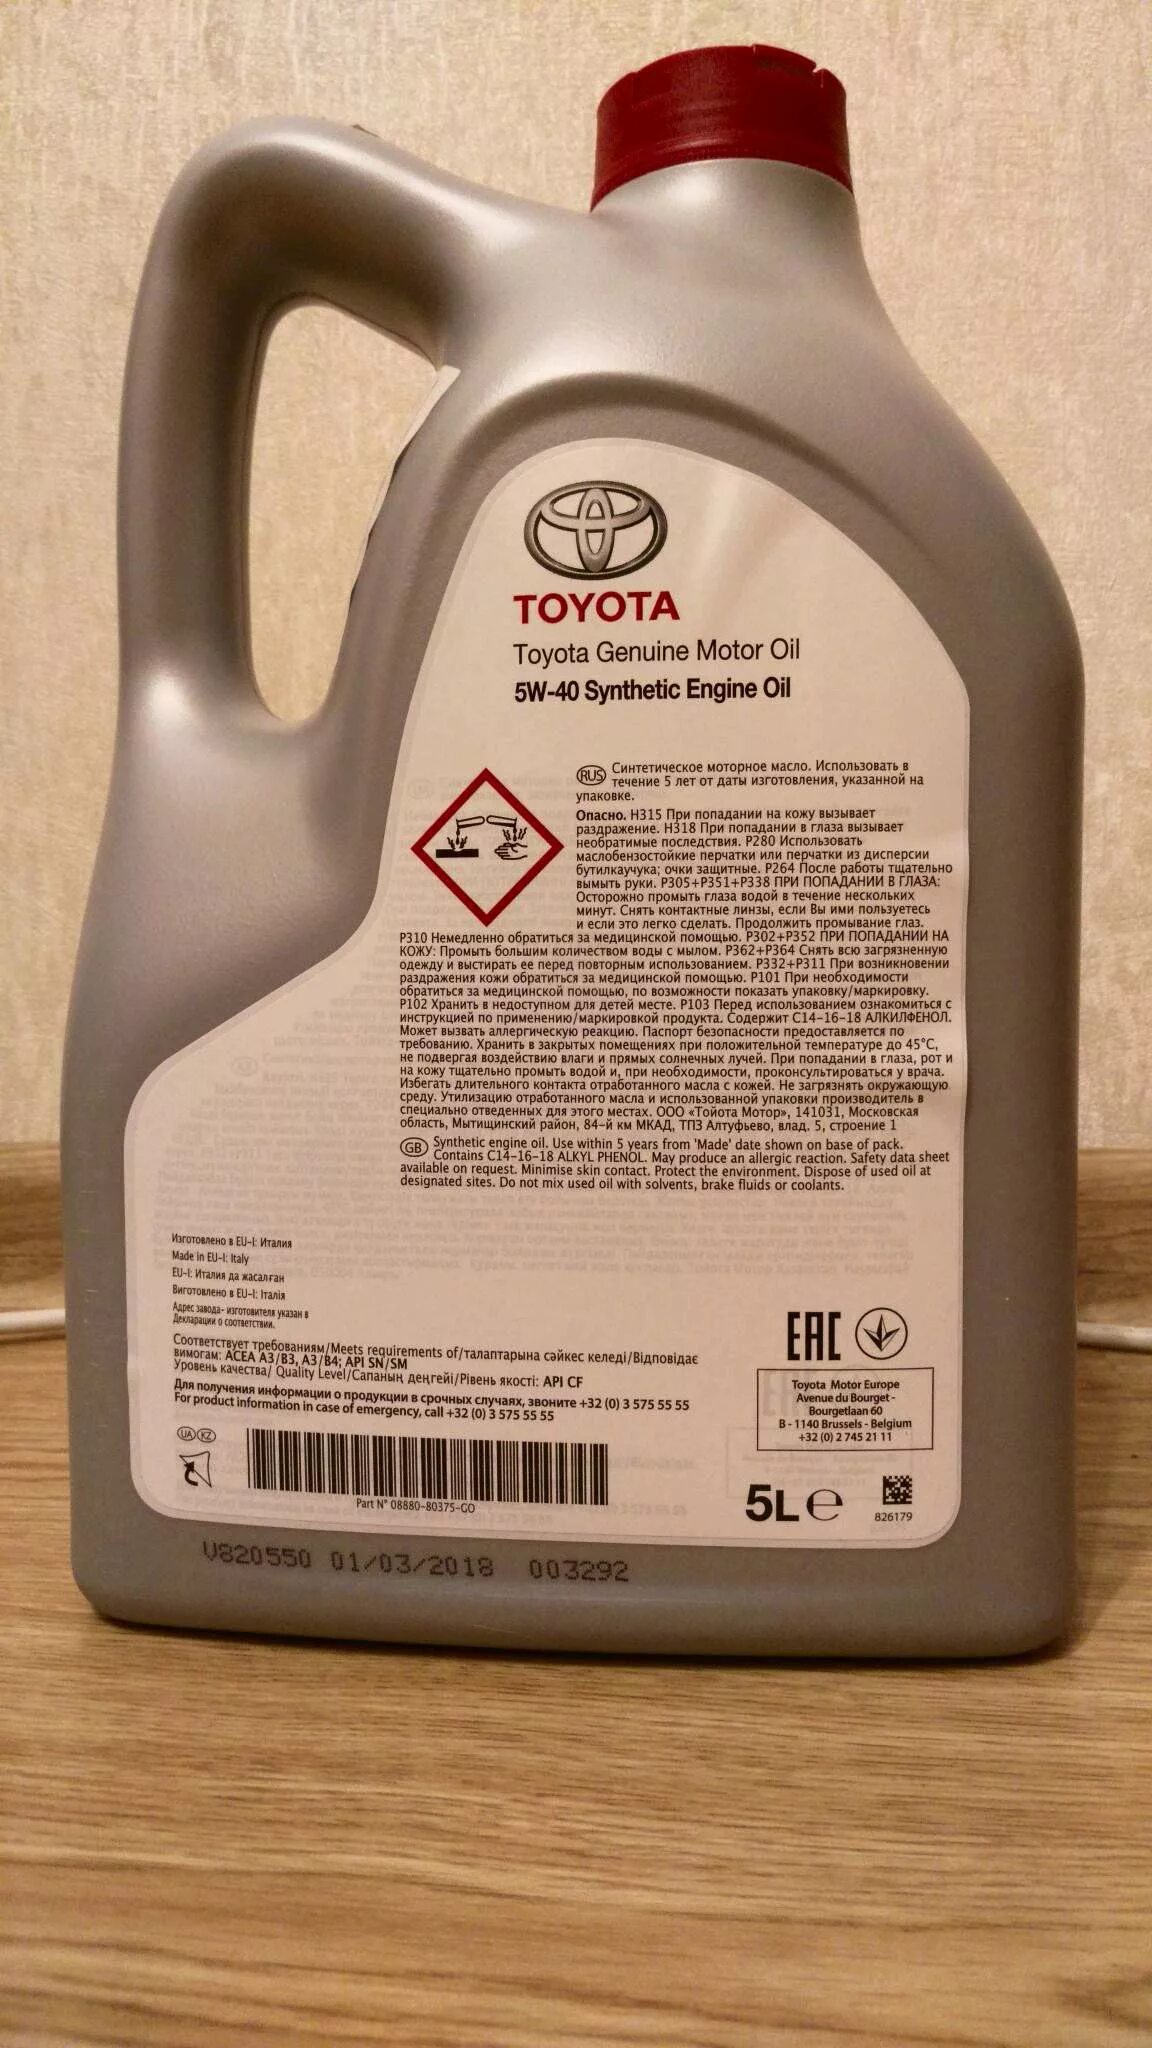 TOYOTA
Toyota Genuine Motor Oil
5W-40 Synthetic Engine Oil
RUS Синтетическое моторное масло. Использовать в
течение 5 лет от даты изготовления, указанной на
упаковке.
Опасно. H315 При попадании на кожу вызывает
раздражение. H318 При попадании в глаза вызывает
необратимые последствия. P280 Использовать
маслобензостойкие перчатки или перчатки из дисперсии
бутилкаучука; очки защитные. P264 После работы тщательно
вымыть руки. P305+P351+P338 ПРИ ПОПАДАНИИ В ГЛАЗА:
Осторожно промыть глаза водой в течение нескольких
минут. Снять контактные линзы, если Вы ими пользуетесь
и если это легко сделать. Продолжить промывание глаз.
P310 Немедленно обратиться за медицинской помощью. P302+P352 ПРИ ПОПАДАНИИ НА
КОЖУ: Промыть большим количеством воды с мылом. P362+P364 Снять всю загрязненную
одежду и выстирать ее перед повторным использованием. P332+P311 При возникновении
раздражения кожи обратиться за медицинской помощью. P101 При необходимости
обратиться за медицинской помощью, по возможности показать упаковку/маркировку.
P102 Хранить в недоступном для детей месте. P103 Перед использованием ознакомиться с
инструкцией по применению/маркировкой продукта. Содержит C14-16-18 АЛКИЛФЕНОЛ.
Может вызвать аллергическую реакцию. Паспорт безопасности предоставляется по
требованию. Хранить в закрытых помещениях при положительной температуре до 45°C,
не подвергая воздействию влаги и прямых солнечных лучей. При попадании в глаза, рот и
на кожу тщательно промыть водой и, при необходимости, проконсультироваться у врача.
Избегать длительного контакта отработанного масла с кожей. Не загрязнять окружающую
среду. Утилизацию отработанного масла и использованной упаковки производитель в
специально отведенных для этого местах. ООО «Тойота Мотор», 141031, Московская
область, Мытищинский район, 84-й км МКАД, ТПЗ Алтуфьево, влад. 5, строение 1
GB Synthetic engine oil. Use within 5 years from 'Made' date shown on base of pack.
Contains C14-16-18 ALKYL PHENOL. May produce an allergic reaction. Safety data sheet
available on request. Minimise skin contact. Protect the environment. Dispose of used oil at
designated sites. Do not mix used oil with solvents, brake fluids or coolants.
Изготовлено в EU-I: Италия
Made in EU-I: Italy
EU-I: Италия да жасалған
Виготовлено в EU-I: Італія
Адрес завода- изготовителя указан в
Декларации о соответствии.
Соответствует требованиям/Meets requirements of/талаптарына сәйкес келеді/Відповідає
вимогам: ACEA A3/B3, A3/B4; API SN/SM
Уровень качества/ Quality Level/Сапаның деңгейі/Рівень якості: API CF
Для получения информации о продукции в срочных случаях, звоните +32 (0) 3 575 55 55
For product information in case of emergency, call +32 (0) 3 575 55 55
EAC
Toyota Motor Europe
Avenue du Bourget -
Bourgetlaan 60
B - 1140 Brussels - Belgium
+32 (0) 2 745 21 11
UA KZ
Part N° 08880-80375-GO
5L e
826179
V820550 01/03/2018 003292